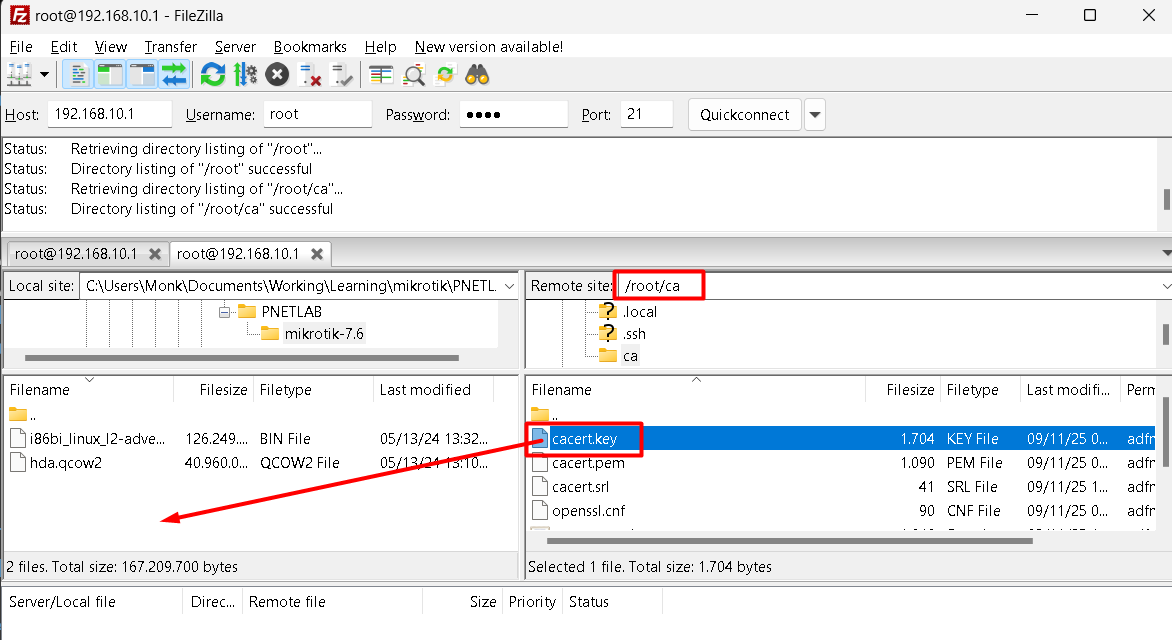 root@192.168.10.1 - FileZilla
File Edit View Transfer Server Bookmarks Help New version available!
Host: 192.168.10.1 Username: root Password: ●●●● Port: 21 Quickconnect
Status: Retrieving directory listing of "/root"...
Status: Directory listing of "/root" successful
Status: Retrieving directory listing of "/root/ca"...
Status: Directory listing of "/root/ca" successful
root@192.168.10.1 root@192.168.10.1
Local site: C:\Users\Monk\Documents\Working\Learning\mikrotik\PNETL
PNETLAB
mikrotik-7.6
Remote site: /root/ca
.local
.ssh
ca
Filename Filesize Filetype Last modified
..
i86bi_linux_l2-adve... 126.249.... BIN File 05/13/24 13:32...
hda.qcow2 40.960.0... QCOW2 File 05/13/24 13:10...
2 files. Total size: 167.209.700 bytes
Filename Filesize Filetype Last modifi... Perm
..
cacert.key 1.704 KEY File 09/11/25 0... adfr
cacert.pem 1.090 PEM File 09/11/25 0... adfr
cacert.srl 41 SRL File 09/11/25 1... adfr
openssl.cnf 90 CNF File 09/11/25 0... adfr
Selected 1 file. Total size: 1.704 bytes
Server/Local file Direc... Remote file Size Priority Status